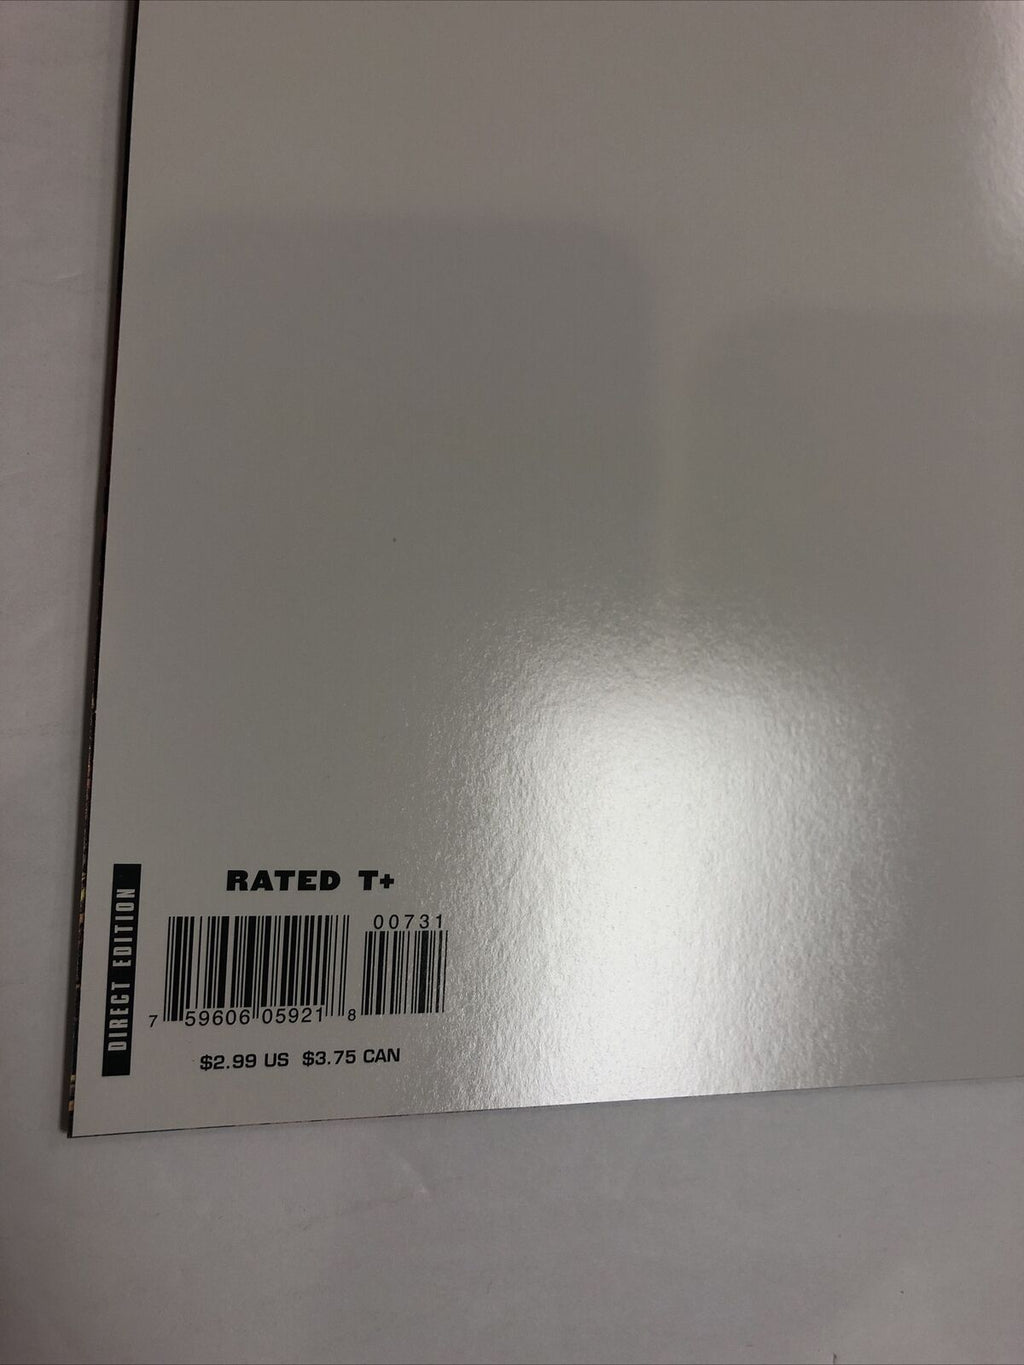 RATED T+
DIRECT EDITION
00731
7 59606 05921 8
$2.99 US $3.75 CAN